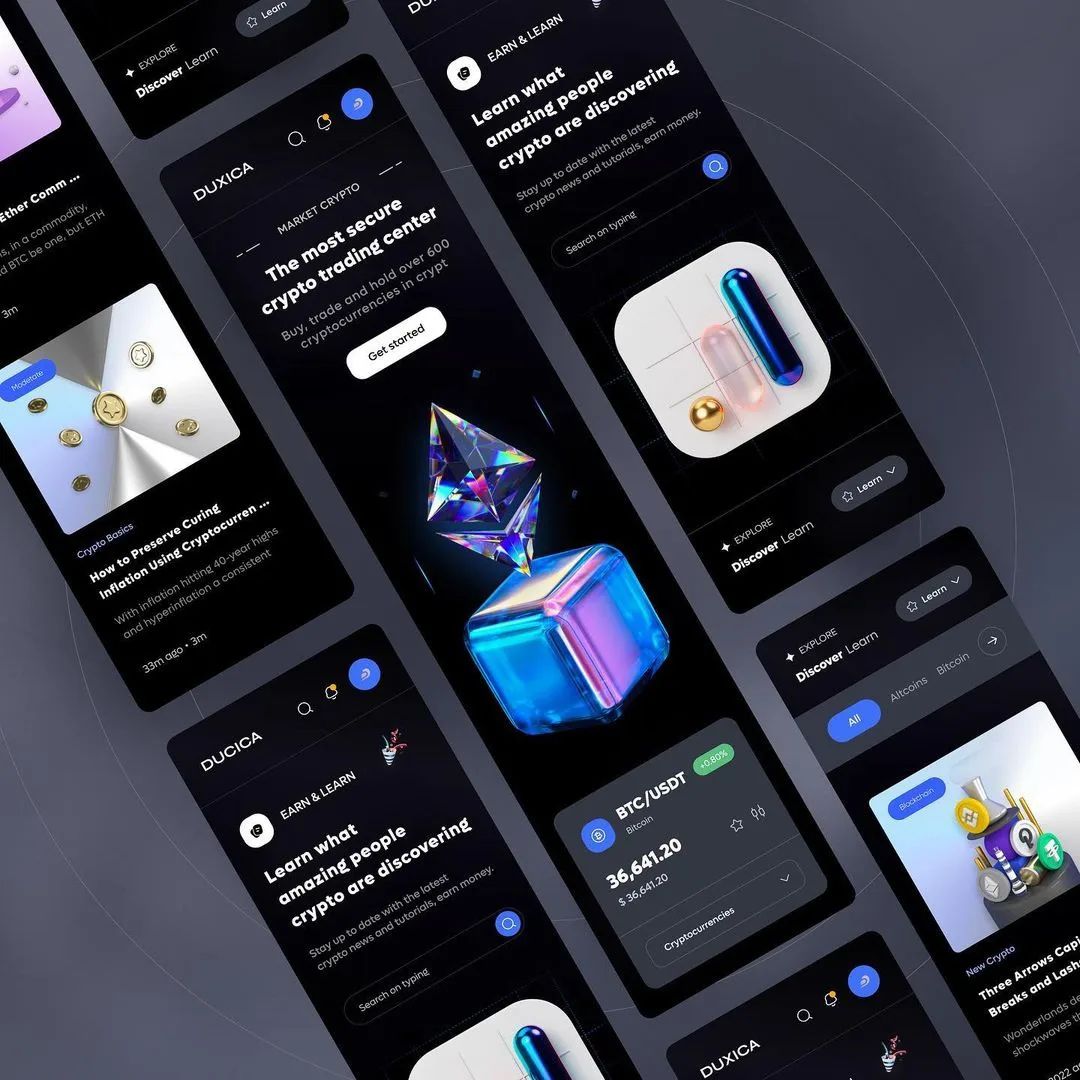 Learn
EXPLORE
Discover Learn
Ether Comm ...
is, in a commodity,
d BTC be one, but ETH
3m
Modetate
Crypto Basics
How to Preserve Curing
Inflation Using Cryptocurren ...
With inflation hitting 40-year highs
and hyperinflation a consistent
33m ago • 3m
DUXICA
MARKET CRYPTO
The most secure
crypto trading center
Buy, trade and hold over 600
cryptocurrencies in crypt
Get started
BTC/USDT
+0.80%
Bitcoin
36,641.20
$ 36,641.20
Cryptocurrencies
EARN & LEARN
Learn what
amazing people
crypto are discovering
Stay up to date with the latest
crypto news and tutorials, earn money.
Search on typing
Learn
EXPLORE
Discover Learn
DUCICA
EARN & LEARN
Learn what
amazing people
crypto are discovering
Stay up to date with the latest
crypto news and tutorials, earn money.
Search on typing
Learn
EXPLORE
Discover Learn
All
Altcoins
Bitcoin
Blockchain
New Crypto
Three Arrows Capi
Breaks and Lash
Wonderlands de
shockwaves th
2022 a
DUXICA